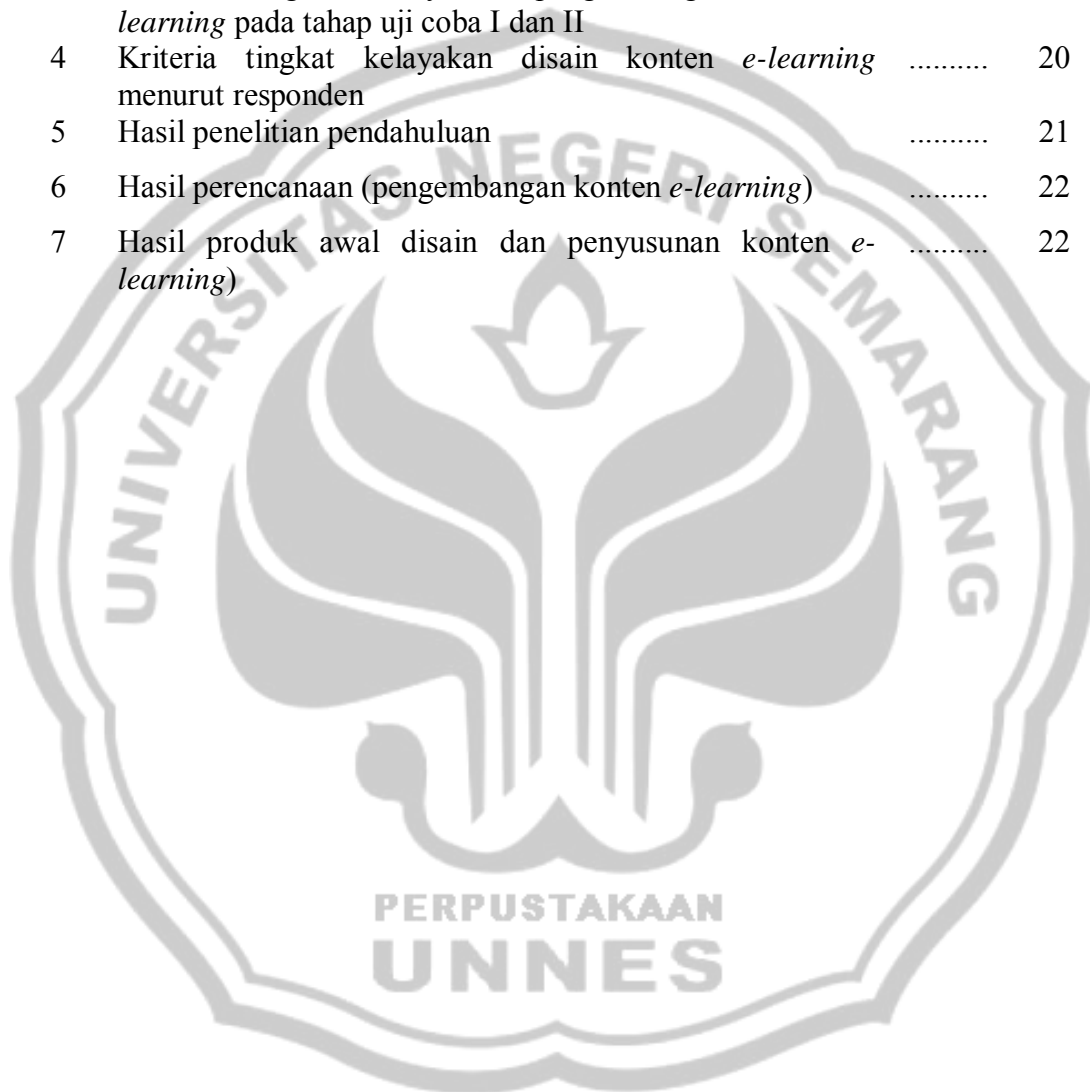 learning pada tahap uji coba I dan II
4 Kriteria tingkat kelayakan disain konten e-learning .......... 20
menurut responden
5 Hasil penelitian pendahuluan .......... 21
6 Hasil perencanaan (pengembangan konten e-learning) .......... 22
7 Hasil produk awal disain dan penyusunan konten e- .......... 22
learning)
UNIVERSITAS NEGERI SEMARANG
PERPUSTAKAAN
UNNES